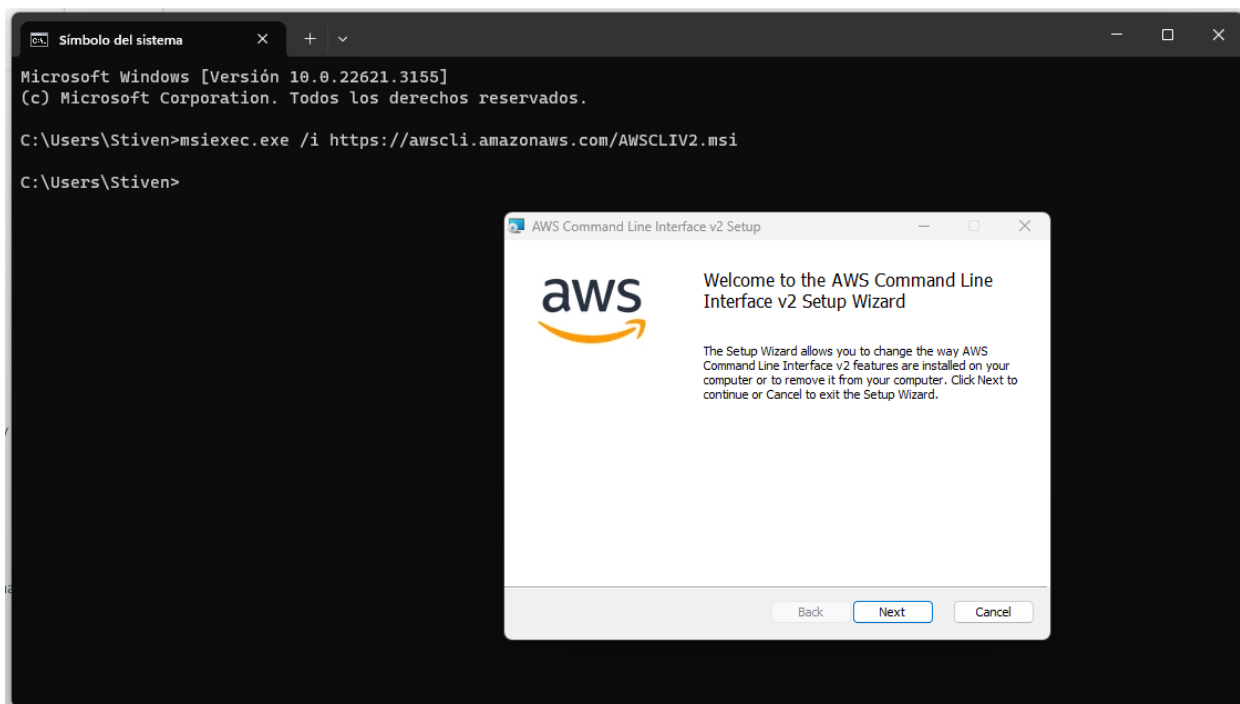 Símbolo del sistema
Microsoft Windows [Versión 10.0.22621.3155]
(c) Microsoft Corporation. Todos los derechos reservados.
C:\Users\Stiven>msiexec.exe /i https://awscli.amazonaws.com/AWSCLIV2.msi
C:\Users\Stiven>
AWS Command Line Interface v2 Setup
aws
Welcome to the AWS Command Line
Interface v2 Setup Wizard
The Setup Wizard allows you to change the way AWS
Command Line Interface v2 features are installed on your
computer or to remove it from your computer. Click Next to
continue or Cancel to exit the Setup Wizard.
Back Next Cancel